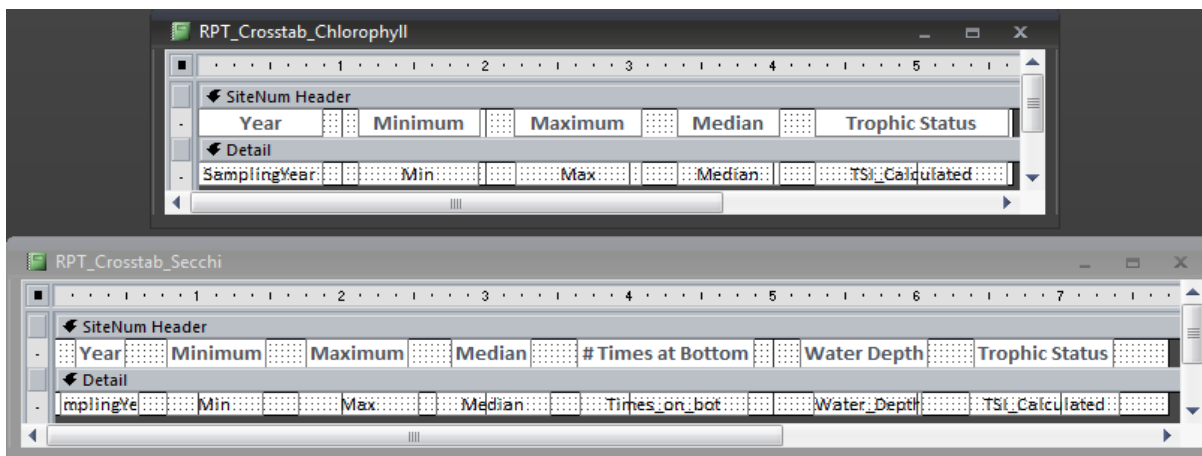 RPT_Crosstab_Chlorophyll
1 2 3 4 5
SiteNum Header
Year Minimum Maximum Median Trophic Status
Detail
SamplingYear Min Max Median TSI_Calculated
RPT_Crosstab_Secchi
1 2 3 4 5 6 7
SiteNum Header
Year Minimum Maximum Median # Times at Bottom Water Depth Trophic Status
Detail
mplingYe Min Max Median Times_on_bot Water_Depth TSI_Calculated